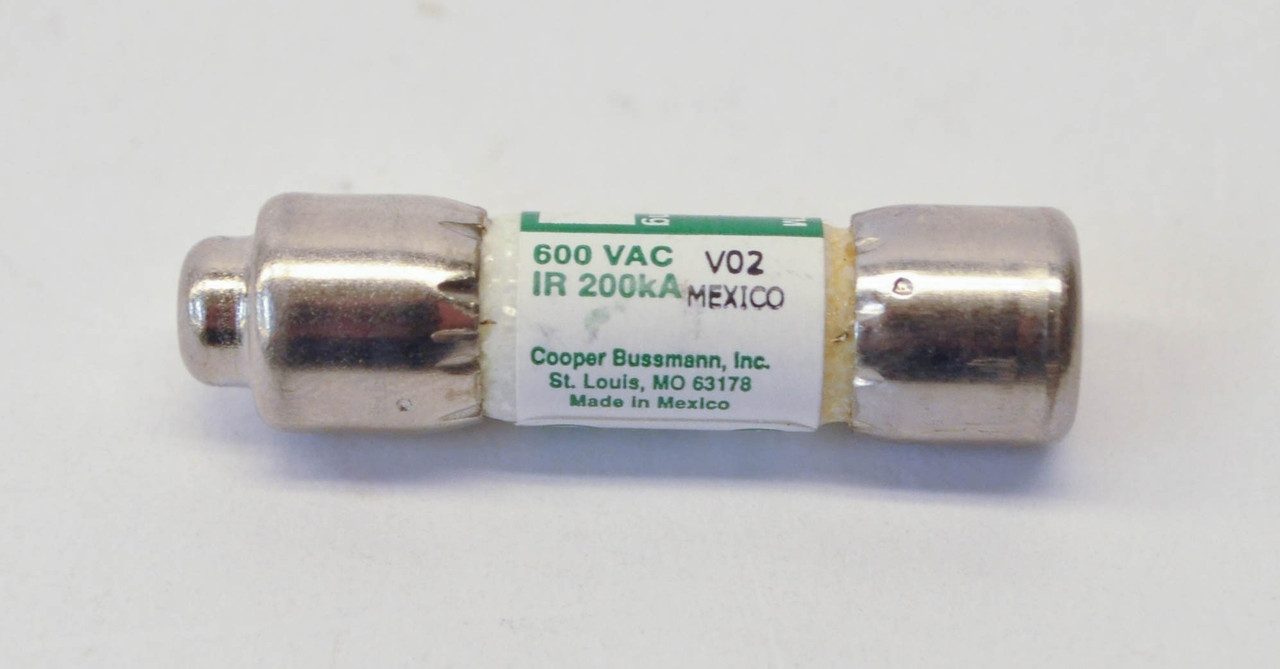 600 VAC V02
IR 200kA MEXICO
Cooper Bussmann, Inc.
St. Louis, MO 63178
Made in Mexico